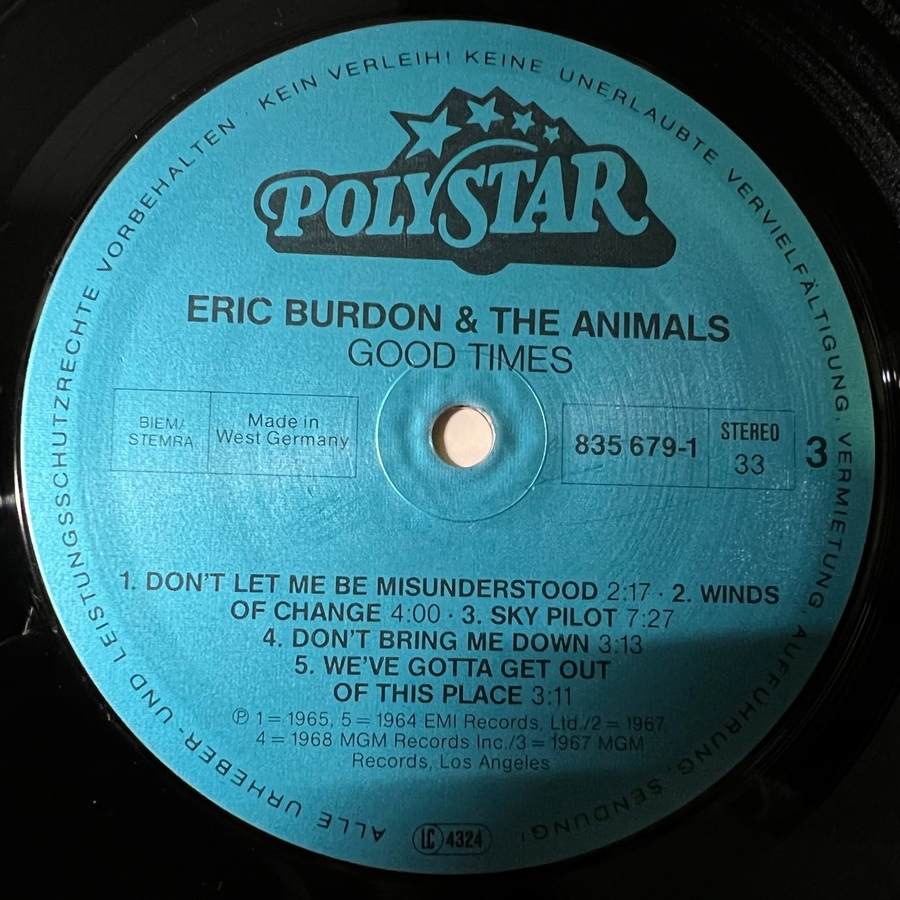 ALLE URHEBER- UND LEISTUNGSSCHUTZRECHTE VORBEHALTEN · KEIN VERLEIH! KEINE UNERLAUBTE VERVIELFÄLTIGUNG, VERMIETUNG, AUFFÜHRUNG, SENDUNG!
POLYSTAR
ERIC BURDON & THE ANIMALS
GOOD TIMES
BIEM/
STEMRA
Made in
West Germany
835 679-1
STEREO
33
3
1. DON'T LET ME BE MISUNDERSTOOD 2:17 · 2. WINDS
OF CHANGE 4:00 · 3. SKY PILOT 7:27
4. DON'T BRING ME DOWN 3:13
5. WE'VE GOTTA GET OUT
OF THIS PLACE 3:11
℗ 1 = 1965, 5 = 1964 EMI Records, Ltd./2 = 1967
4 = 1968 MGM Records Inc./3 = 1967 MGM
Records, Los Angeles
LC 4324